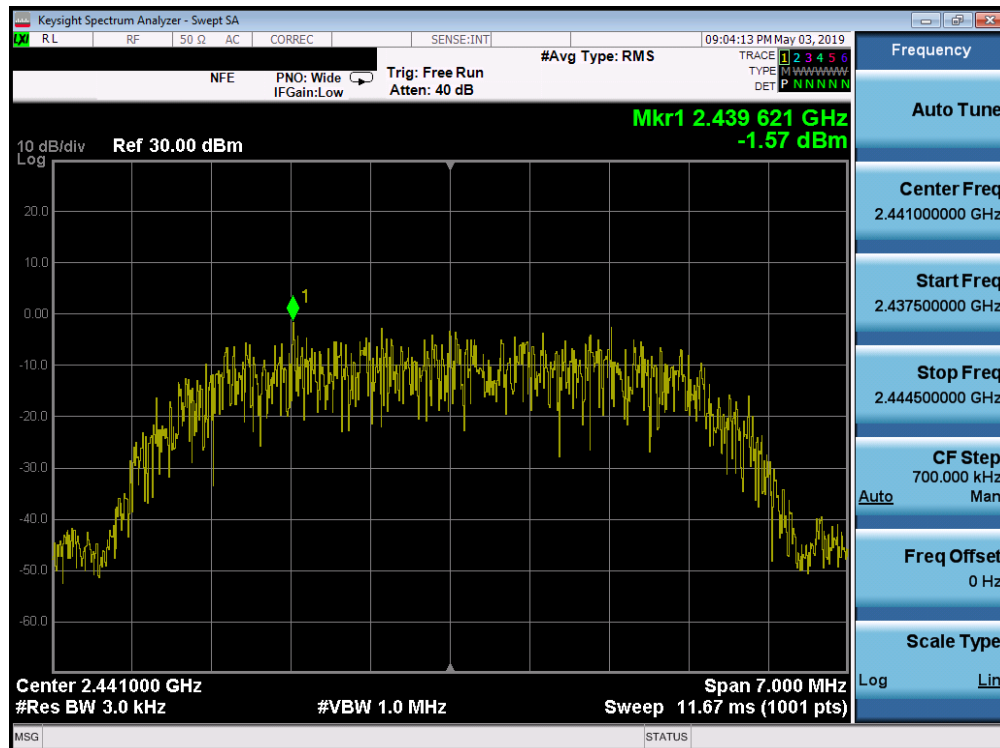 Keysight Spectrum Analyzer - Swept SA
LXI RL RF 50 Ω AC CORREC SENSE:INT 09:04:13 PM May 03, 2019
NFE PNO: Wide Trig: Free Run #Avg Type: RMS TRACE 1 2 3 4 5 6
IFGain:Low Atten: 40 dB TYPE M WWWWW
DET P N N N N N
Mkr1 2.439 621 GHz
-1.57 dBm
10 dB/div Ref 30.00 dBm
Log
20.0
1
10.0
0.00
-10.0
-20.0
-30.0
-40.0
-50.0
-60.0
Center 2.441000 GHz Span 7.000 MHz
#Res BW 3.0 kHz #VBW 1.0 MHz Sweep 11.67 ms (1001 pts)
MSG STATUS
Frequency
Auto Tune
Center Freq
2.441000000 GHz
Start Freq
2.437500000 GHz
Stop Freq
2.444500000 GHz
CF Step
700.000 kHz
Auto Man
Freq Offset
0 Hz
Scale Type
Log Lin